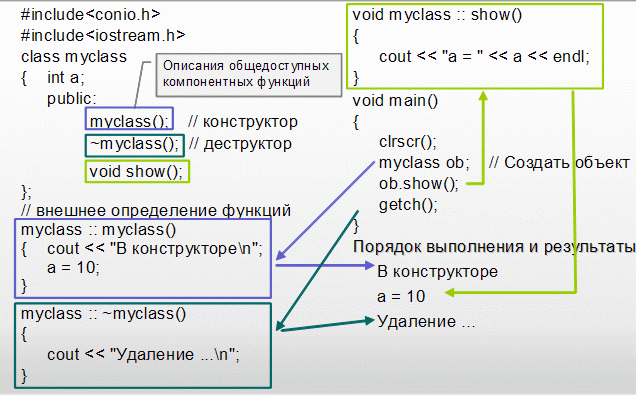 #include<conio.h>
#include<iostream.h>
class myclass
{ int a;
public:
Описания общедоступных
компонентных функций
myclass(); // конструктор
~myclass(); // деструктор
void show();
};
// внешнее определение функций
myclass :: myclass()
{ cout << "В конструкторе\n";
a = 10;
}
myclass :: ~myclass()
{
cout << "Удаление ...\n";
}
void myclass :: show()
{
cout << "a = " << a << endl;
}
void main()
{
clrscr();
myclass ob; // Создать объект
ob.show();
getch();
}
Порядок выполнения и результаты
В конструкторе
a = 10
Удаление ...